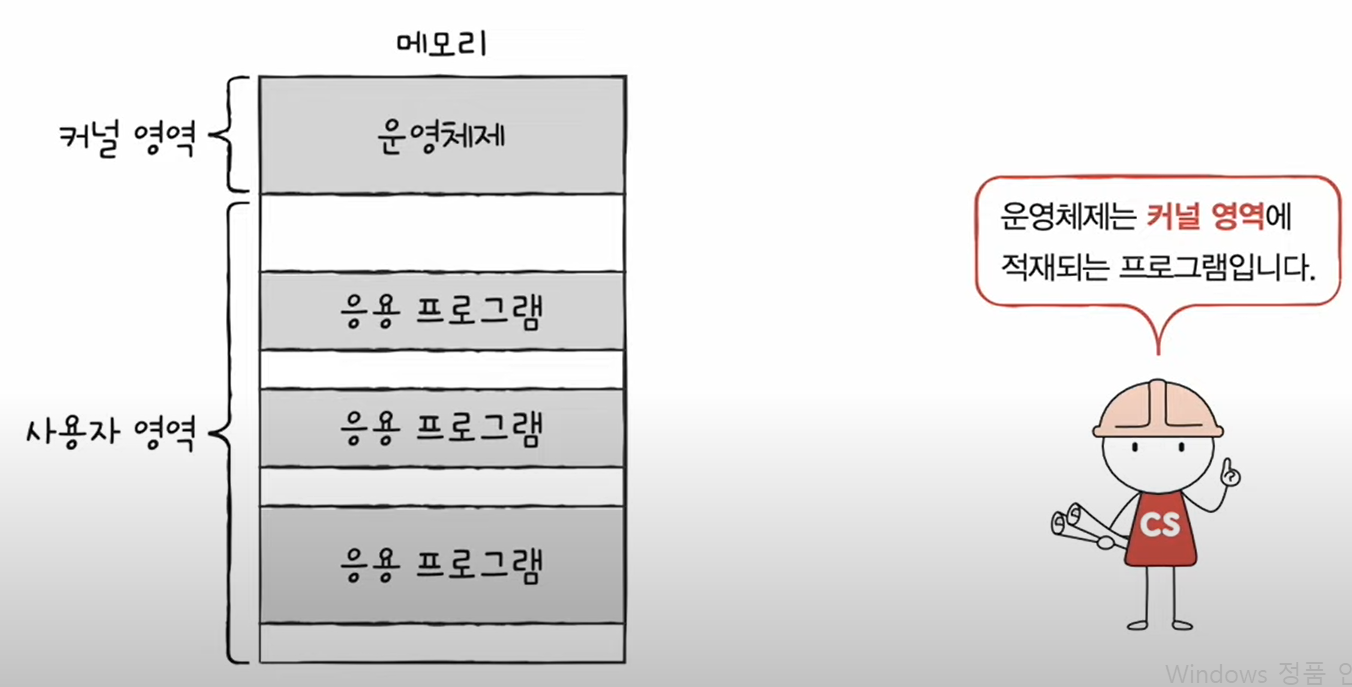 메모리
커널 영역
운영체제
운영체제는 커널 영역에
적재되는 프로그램입니다.
응용 프로그램
사용자 영역
응용 프로그램
응용 프로그램
CS
Windows 정품